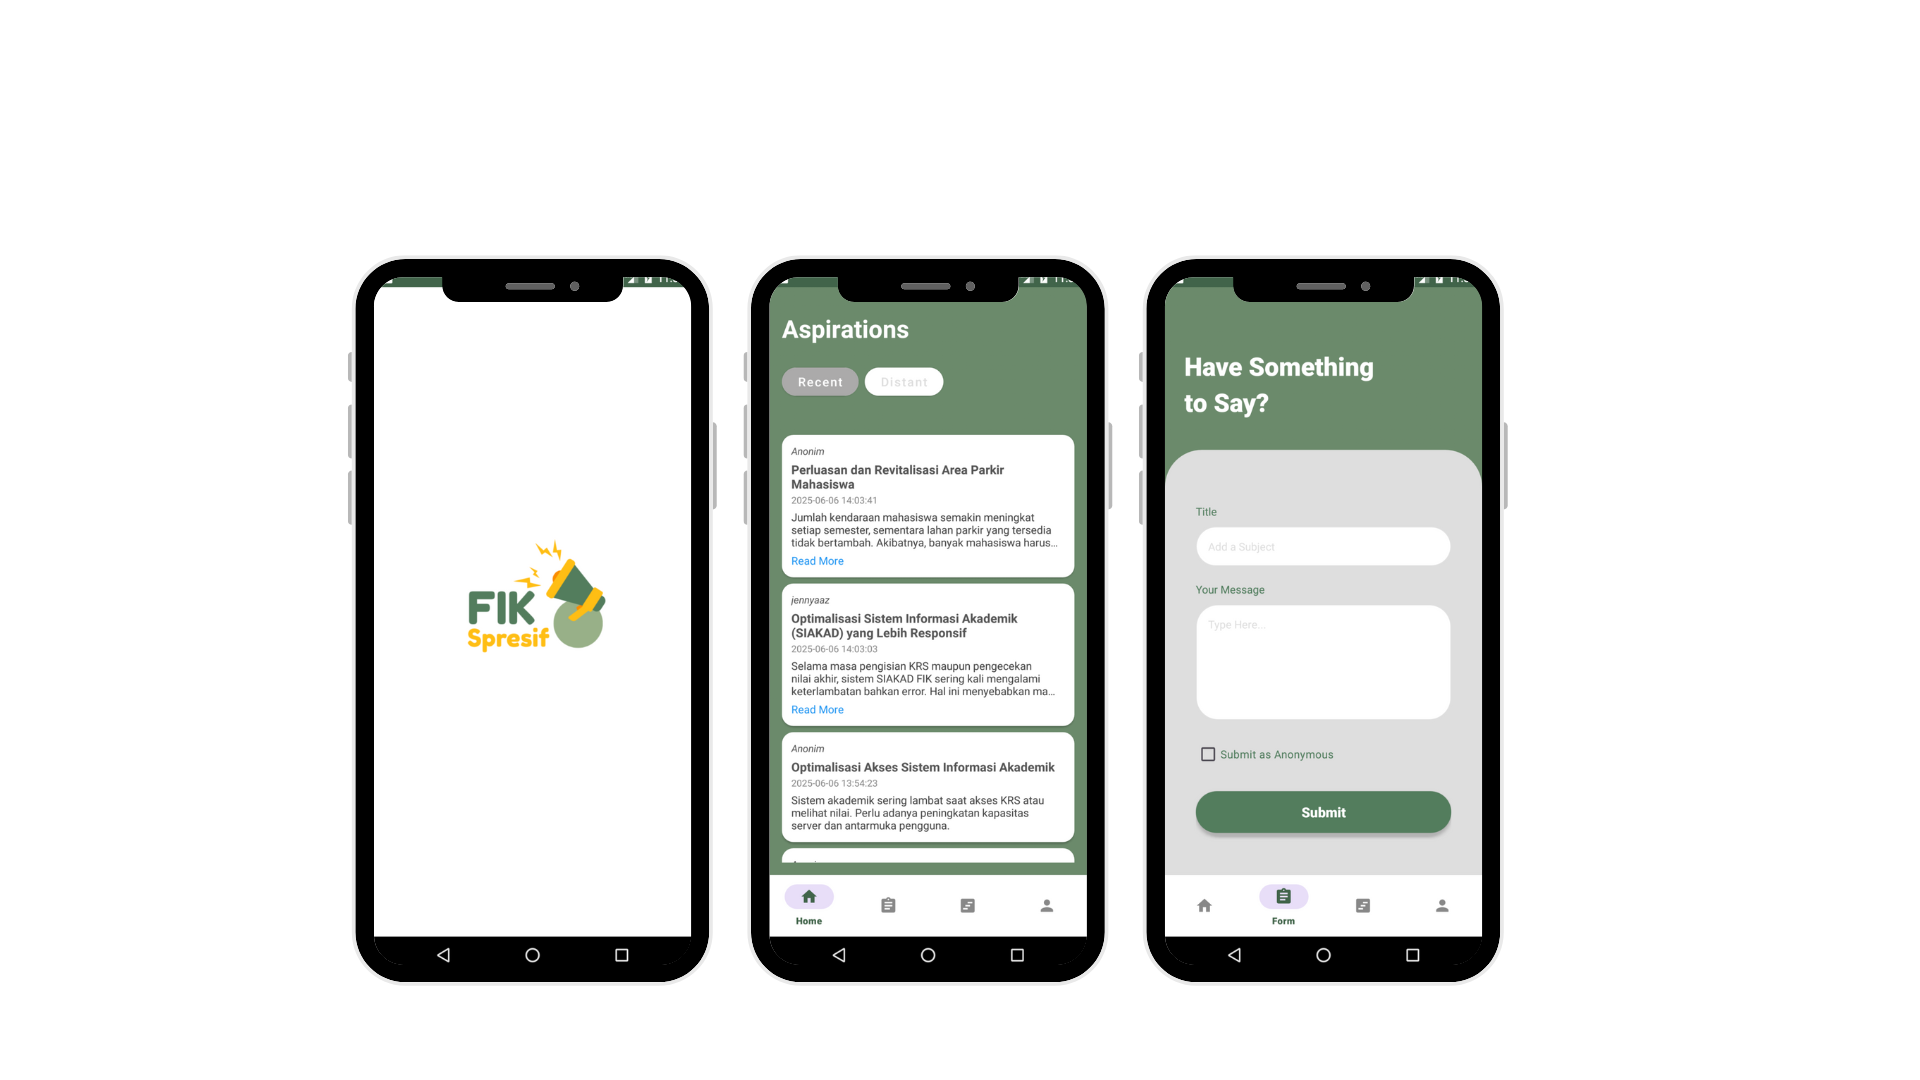 FIK
Spresif
Aspirations
Recent
Distant
Anonim
Perluasan dan Revitalisasi Area Parkir
Mahasiswa
2025-06-06 14:03:41
Jumlah kendaraan mahasiswa semakin meningkat
setiap semester, sementara lahan parkir yang tersedia
tidak bertambah. Akibatnya, banyak mahasiswa harus...
Read More
jennyaaz
Optimalisasi Sistem Informasi Akademik
(SIAKAD) yang Lebih Responsif
2025-06-06 14:03:03
Selama masa pengisian KRS maupun pengecekan
nilai akhir, sistem SIAKAD FIK sering kali mengalami
keterlambatan bahkan error. Hal ini menyebabkan ma...
Read More
Anonim
Optimalisasi Akses Sistem Informasi Akademik
2025-06-06 13:54:23
Sistem akademik sering lambat saat akses KRS atau
melihat nilai. Perlu adanya peningkatan kapasitas
server dan antarmuka pengguna.
Home
Have Something
to Say?
Title
Add a Subject
Your Message
Type Here...
Submit as Anonymous
Submit
Form